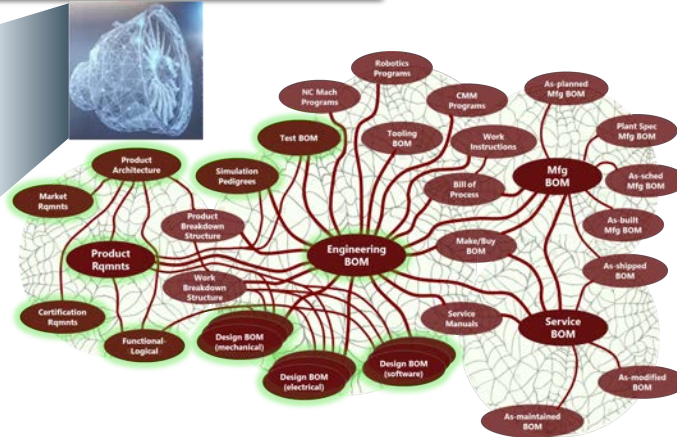 Robotics
Programs
NC Mach
Programs
CMM
Programs
As-planned
Mfg BOM
Test BOM
Tooling
BOM
Work
Instructions
Plant Spec
Mfg BOM
Product
Architecture
Simulation
Pedigrees
Bill of
Process
Mfg
BOM
As-sched
Mfg BOM
Market
Rqmnts
Product
Breakdown
Structure
As-built
Mfg BOM
Product
Rqmnts
Engineering
BOM
Make/Buy
BOM
As-shipped
BOM
Work
Breakdown
Structure
Certification
Rqmnts
Functional-
Logical
Design BOM
(mechanical)
Service
Manuals
Service
BOM
Design BOM
(electrical)
Design BOM
(software)
As-modified
BOM
As-maintained
BOM